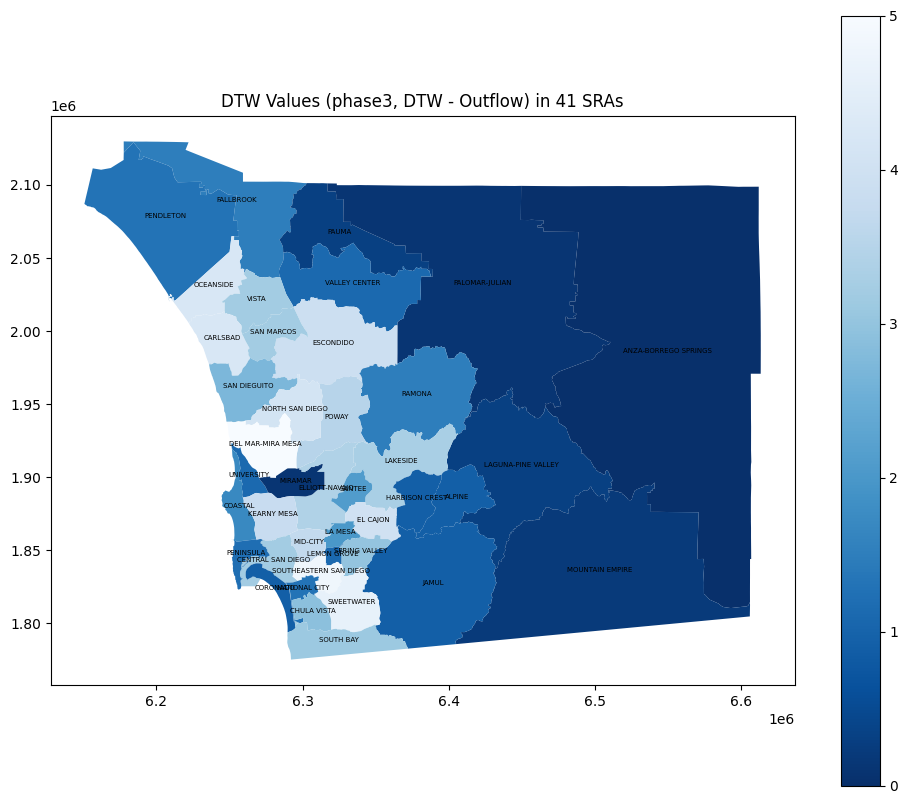 DTW Values (phase3, DTW - Outflow) in 41 SRAs
1e6
5
4
3
2
1
0
2.10
2.05
2.00
1.95
1.90
1.85
1.80
6.2
6.3
6.4
6.5
6.6
1e6
FALLBROOK
PENDLETON
PAUMA
OCEANSIDE
VALLEY CENTER
PALOMAR-JULIAN
VISTA
SAN MARCOS
CARLSBAD
ESCONDIDO
ANZA-BORREGO SPRINGS
SAN DIEGUITO
RAMONA
NORTH SAN DIEGO
POWAY
DEL MAR-MIRA MESA
LAKESIDE
LAGUNA-PINE VALLEY
UNIVERSITY
MIRAMAR
ELLIOTT-NAVAJO
SANTEE
HARBISON CREST
ALPINE
COASTAL
KEARNY MESA
EL CAJON
LA MESA
MID-CITY
PENINSULA
LEMON GROVE
SPRING VALLEY
CENTRAL SAN DIEGO
SOUTHEASTERN SAN DIEGO
MOUNTAIN EMPIRE
JAMUL
CORONADO
NATIONAL CITY
SWEETWATER
CHULA VISTA
SOUTH BAY